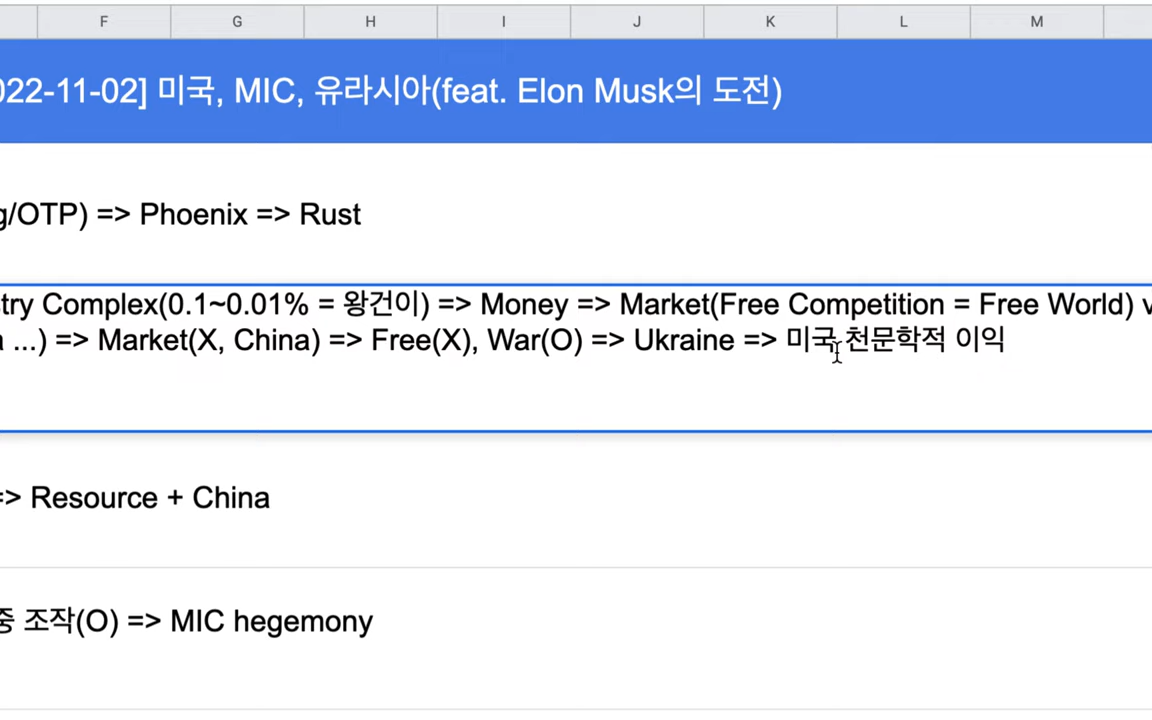 F G H I J K L M
022-11-02] 미국, MIC, 유라시아(feat. Elon Musk의 도전)
g/OTP) => Phoenix => Rust
try Complex(0.1~0.01% = 왕건이) => Money => Market(Free Competition = Free World) v
...) => Market(X, China) => Free(X), War(O) => Ukraine => 미국 천문학적 이익
=> Resource + China
중 조작(O) => MIC hegemony